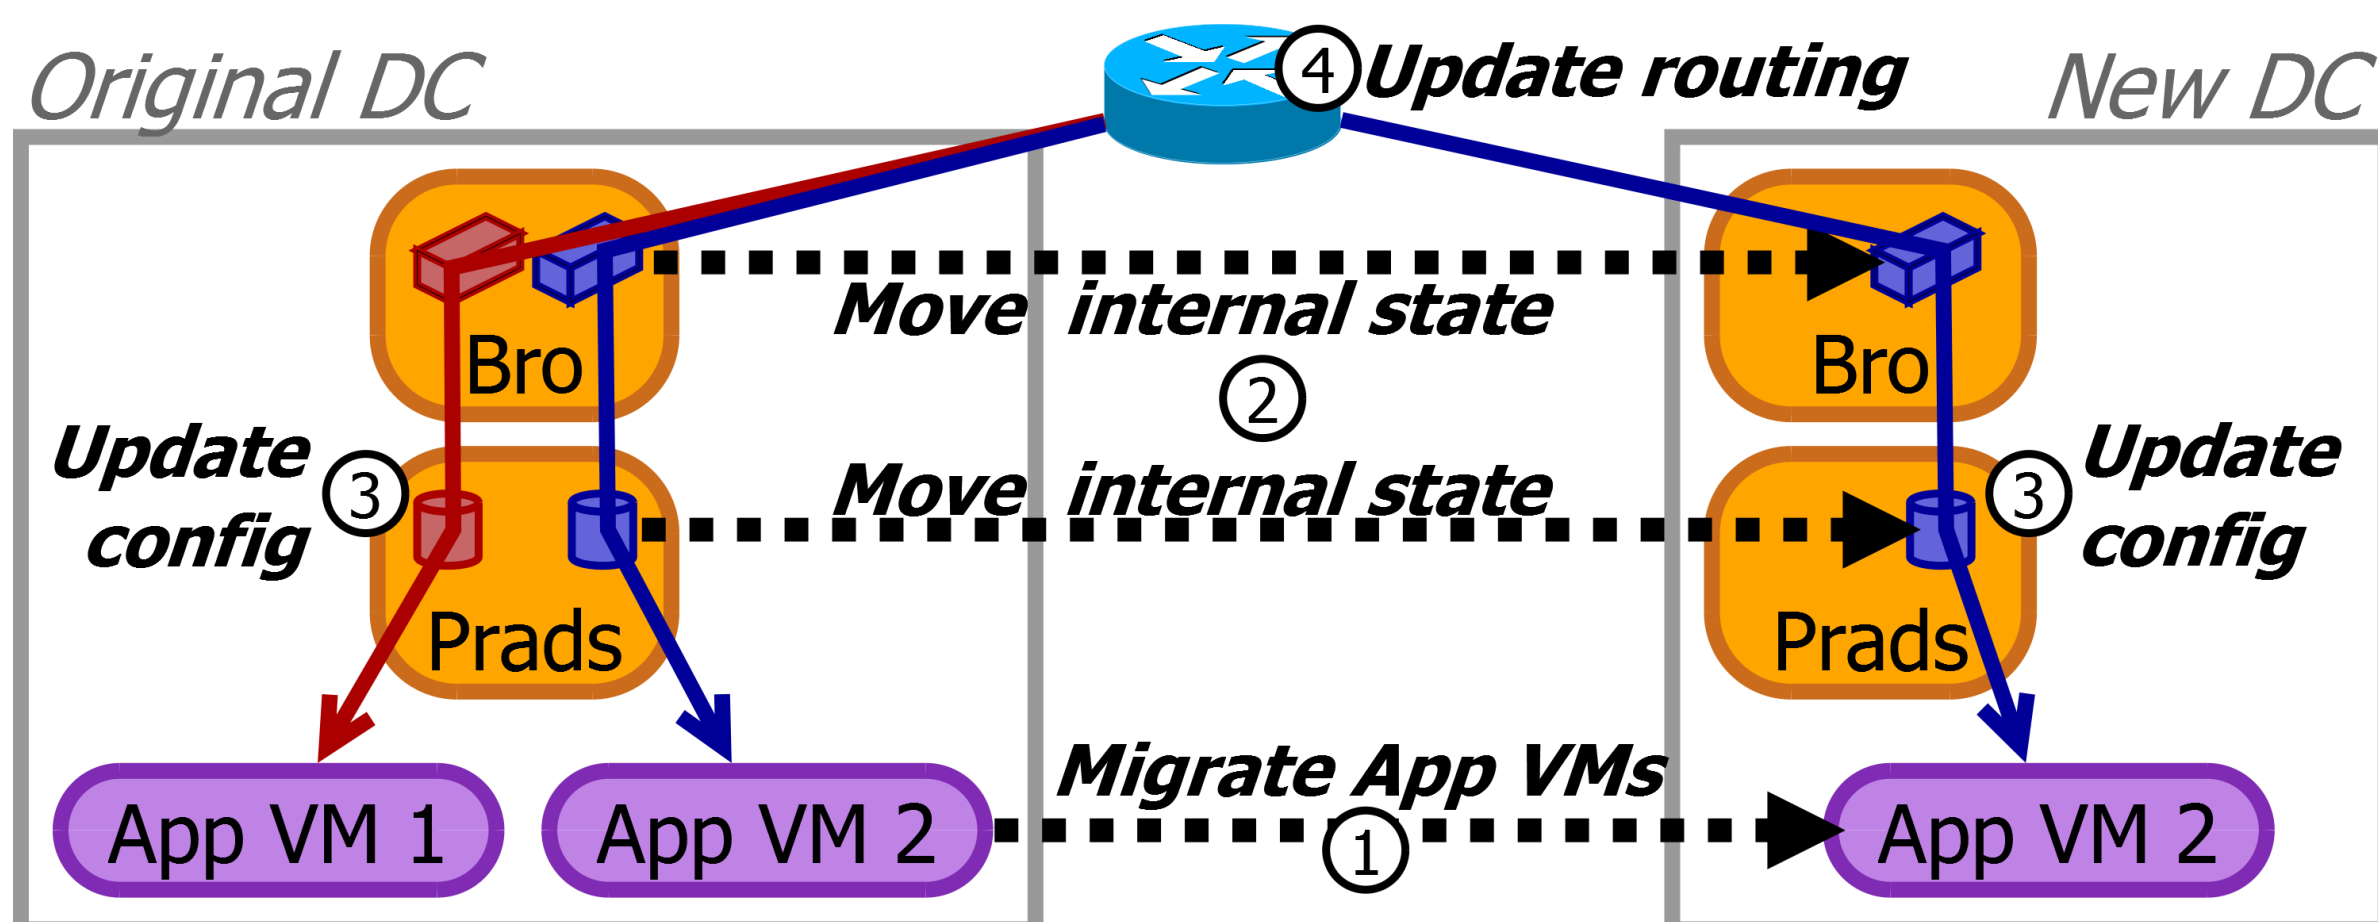 Original DC
4 Update routing
New DC
Move internal state
Bro
2
Bro
Update
config
3
Move internal state
3
Update
config
Prads
Prads
Migrate App VMs
1
App VM 1
App VM 2
App VM 2